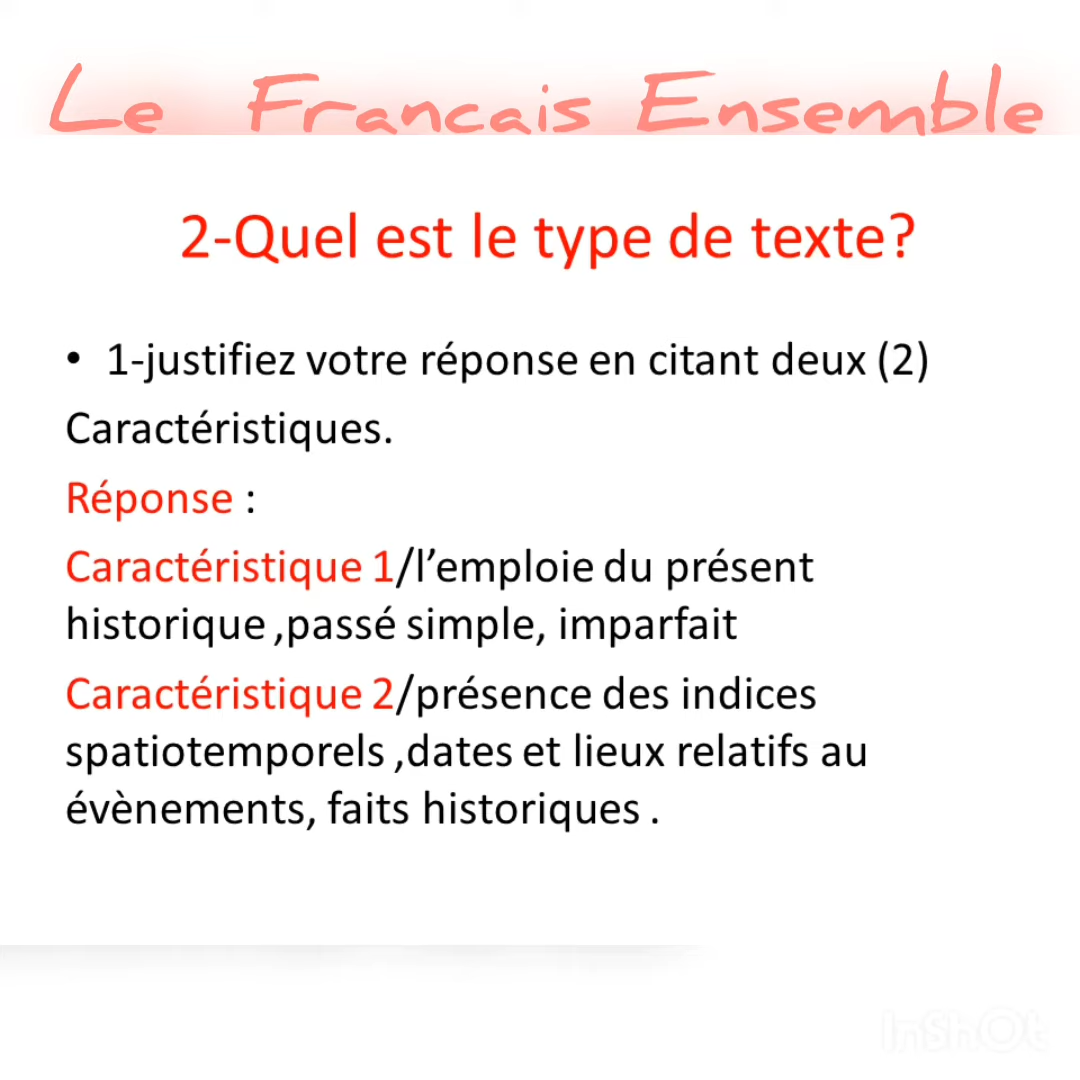 Le Francais Ensemble
2-Quel est le type de texte?
• 1-justifiez votre réponse en citant deux (2)
Caractéristiques.
Réponse :
Caractéristique 1/l’emploie du présent
historique ,passé simple, imparfait
Caractéristique 2/présence des indices
spatiotemporels ,dates et lieux relatifs au
évènements, faits historiques .
InShOt